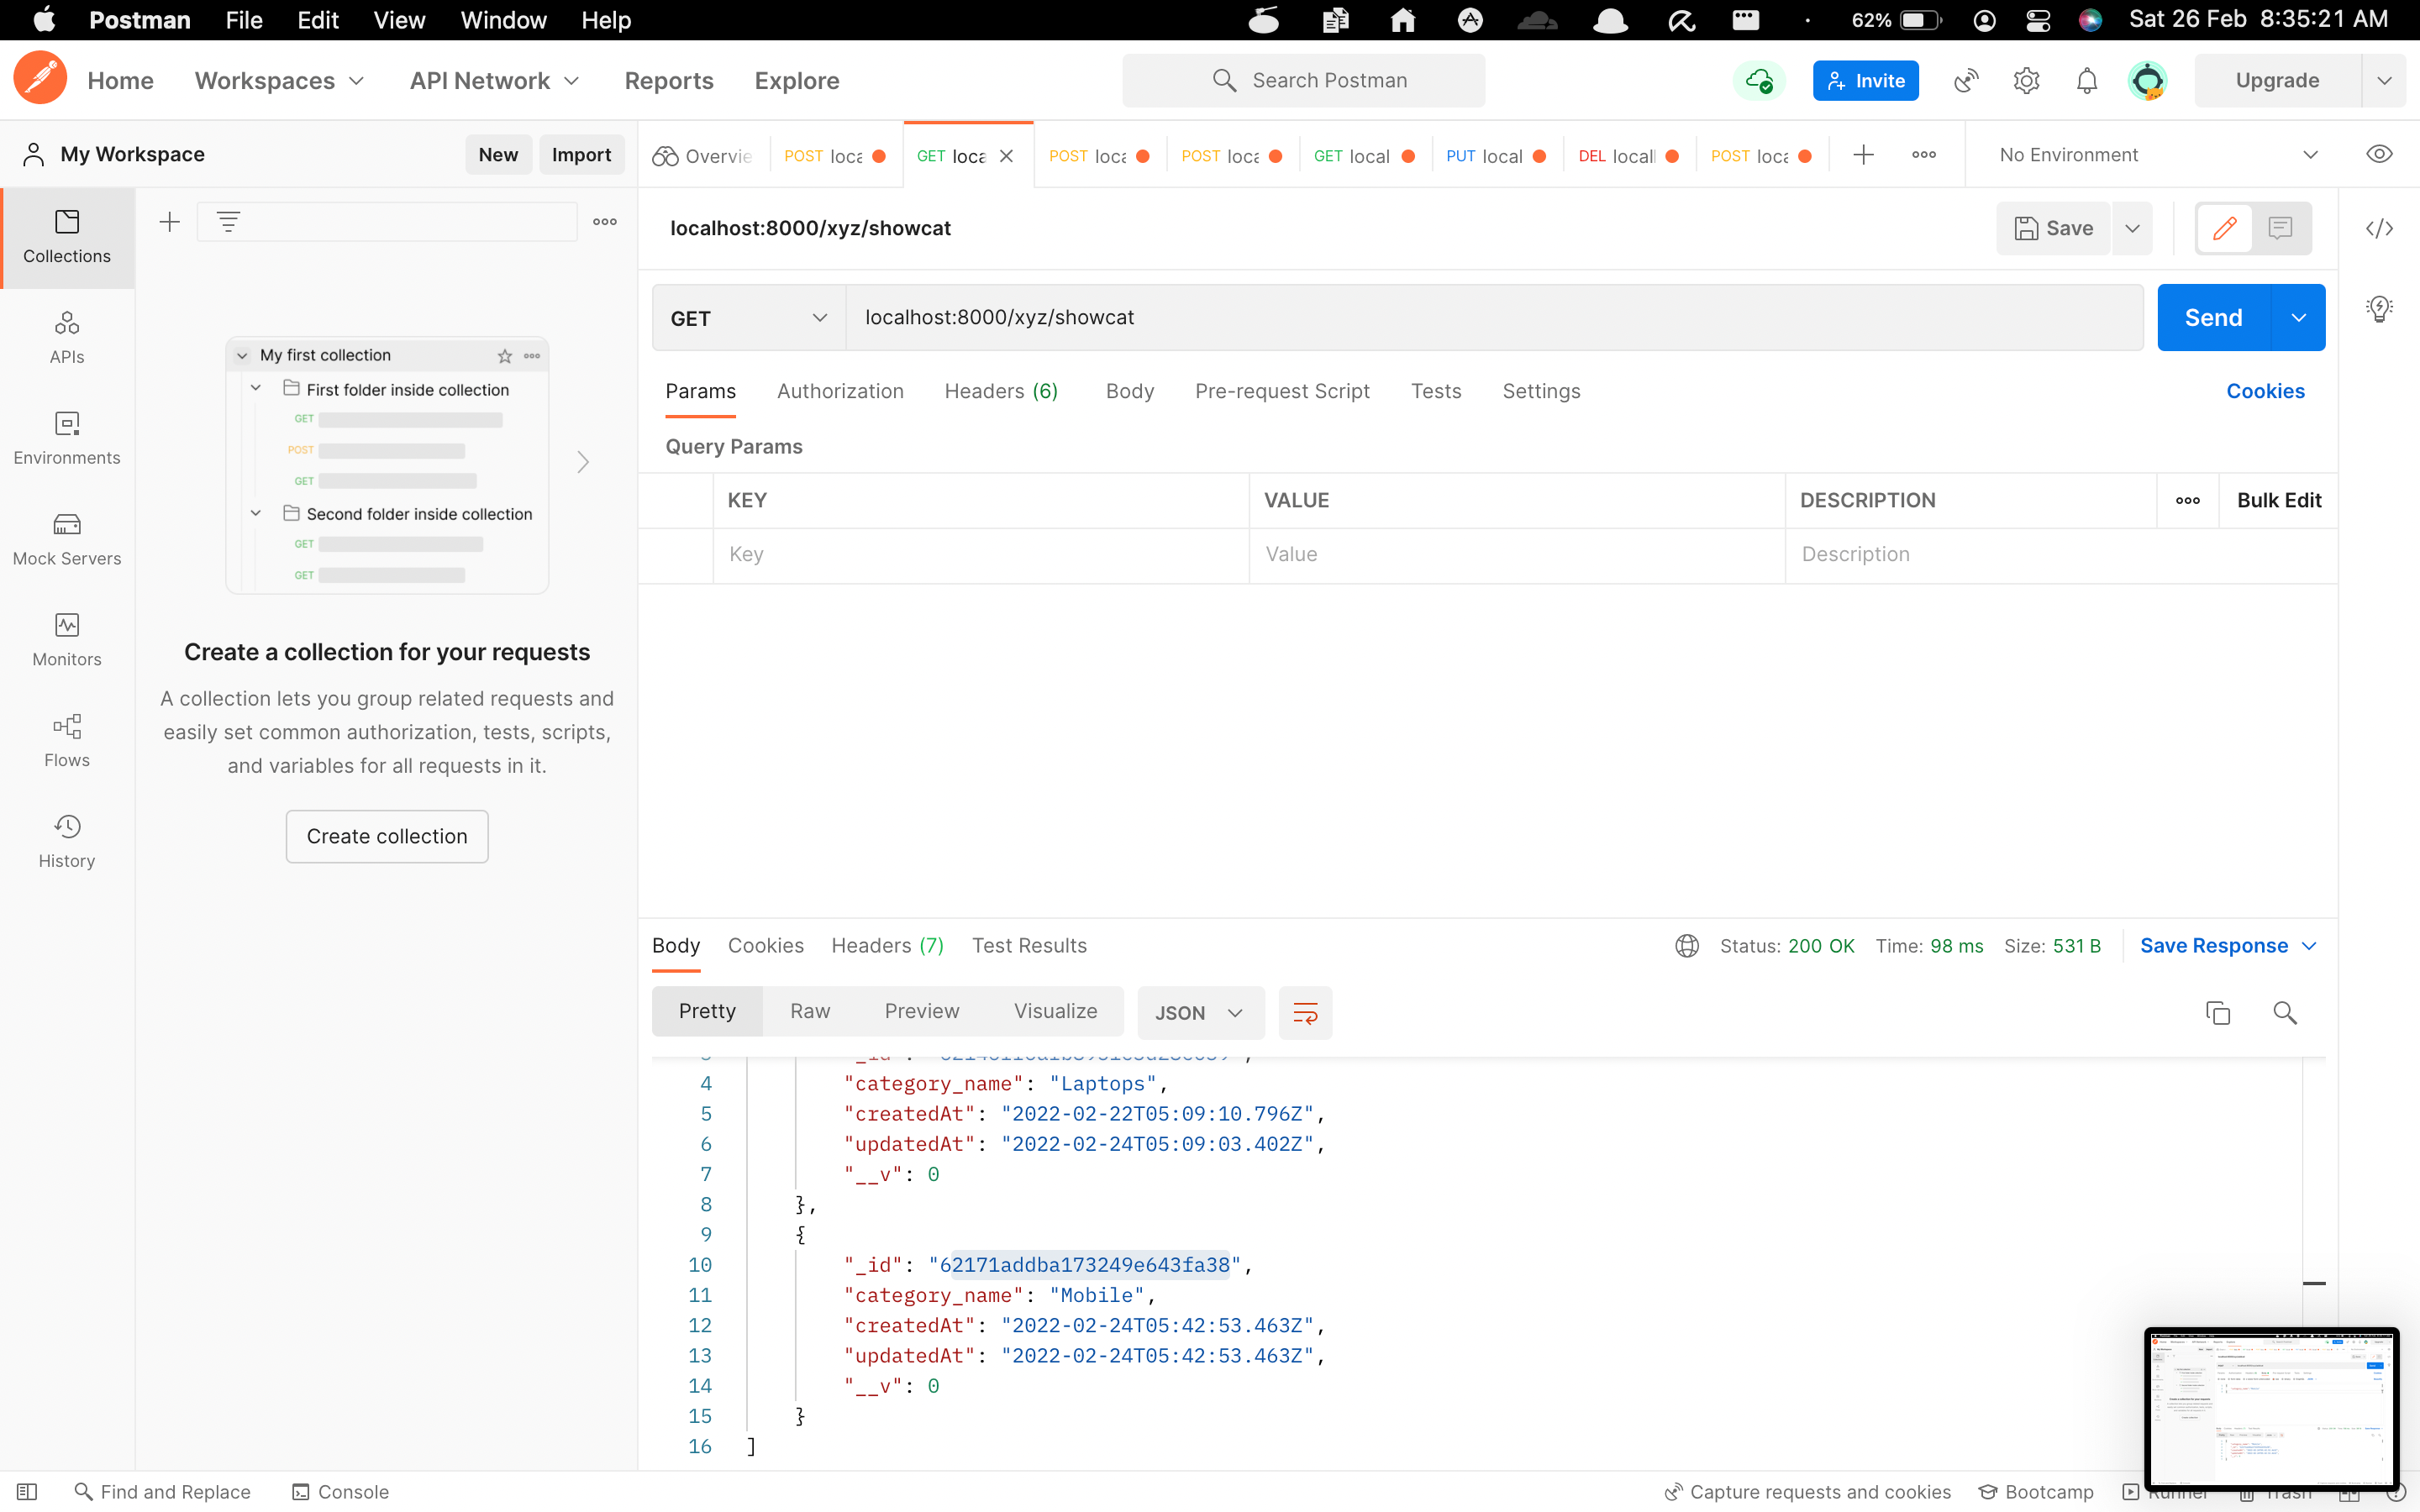 Postman File Edit View Window Help 62% Sat 26 Feb 8:35:21 AM
Home Workspaces API Network Reports Explore Search Postman Invite Upgrade
My Workspace New Import Overvie POST loca GET loca POST loca POST loca GET local PUT local DEL local POST loca No Environment
Collections
APIs
Environments
Mock Servers
Monitors
Flows
History
My first collection
First folder inside collection
GET
POST
GET
Second folder inside collection
GET
GET
Create a collection for your requests
A collection lets you group related requests and
easily set common authorization, tests, scripts,
and variables for all requests in it.
Create collection
localhost:8000/xyz/showcat Save
GET localhost:8000/xyz/showcat Send
Params Authorization Headers (6) Body Pre-request Script Tests Settings Cookies
Query Params
KEY VALUE DESCRIPTION Bulk Edit
Key Value Description
Body Cookies Headers (7) Test Results Status: 200 OK Time: 98 ms Size: 531 B Save Response
Pretty Raw Preview Visualize JSON
4 "category_name": "Laptops",
5 "createdAt": "2022-02-22T05:09:10.796Z",
6 "updatedAt": "2022-02-24T05:09:03.402Z",
7 "__v": 0
8 },
9 {
10 "_id": "62171addba173249e643fa38",
11 "category_name": "Mobile",
12 "createdAt": "2022-02-24T05:42:53.463Z",
13 "updatedAt": "2022-02-24T05:42:53.463Z",
14 "__v": 0
15 }
16 ]
Find and Replace Console Capture requests and cookies Bootcamp Runner Trash